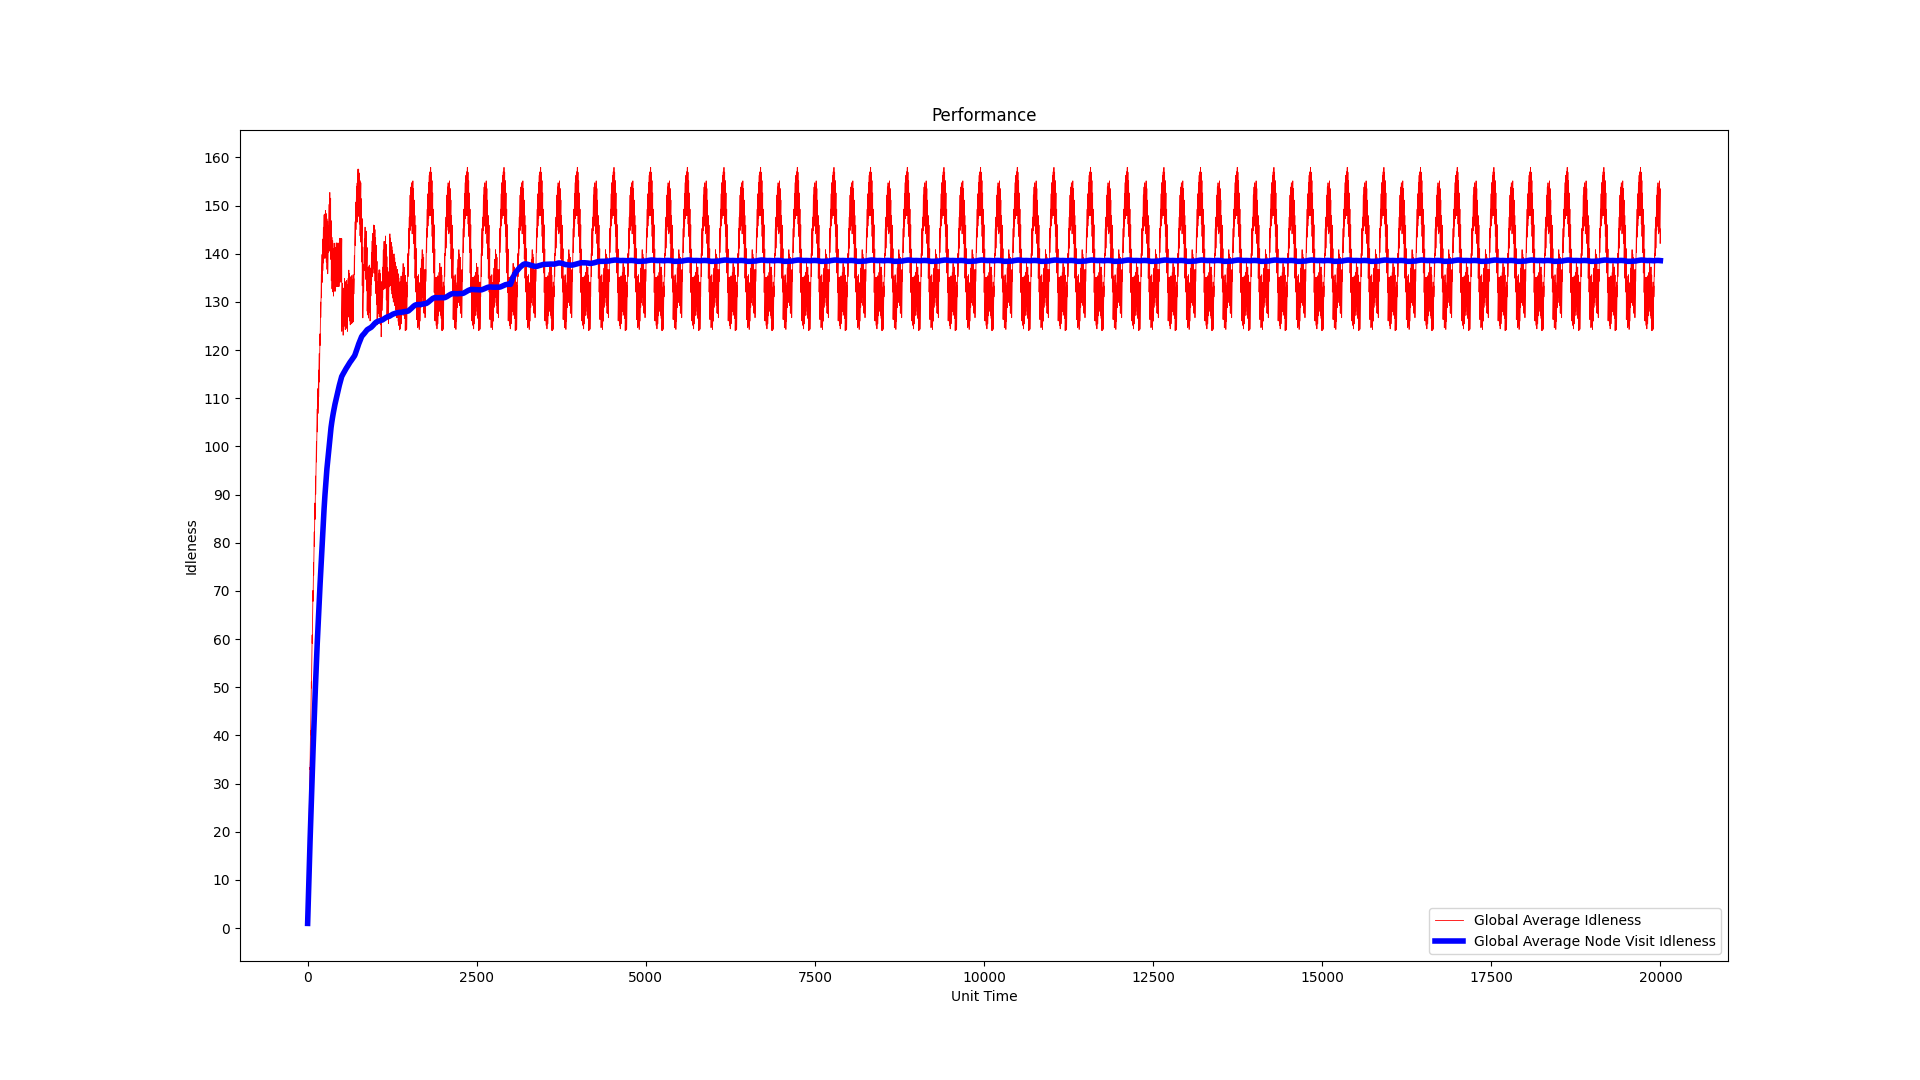 Performance
160
150
140
130
120
110
100
90
80
70
60
50
40
30
20
10
0
Idleness
0 2500 5000 7500 10000 12500 15000 17500 20000
Unit Time
Global Average Idleness
Global Average Node Visit Idleness